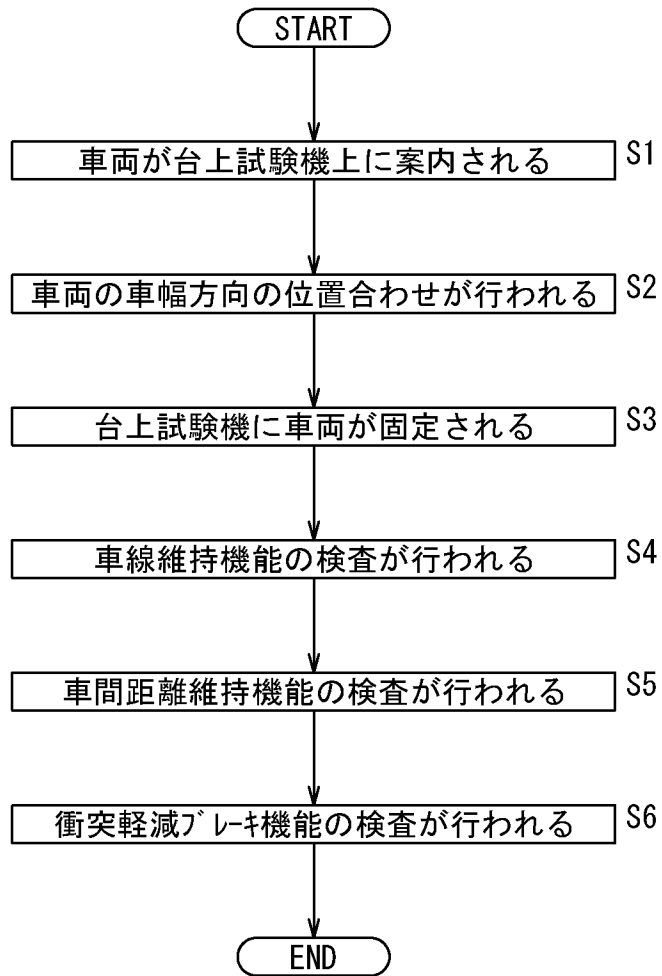 START
車両が台上試験機上に案内される S1
車両の車幅方向の位置合わせが行われる S2
台上試験機に車両が固定される S3
車線維持機能の検査が行われる S4
車間距離維持機能の検査が行われる S5
衝突軽減ブレーキ機能の検査が行われる S6
END